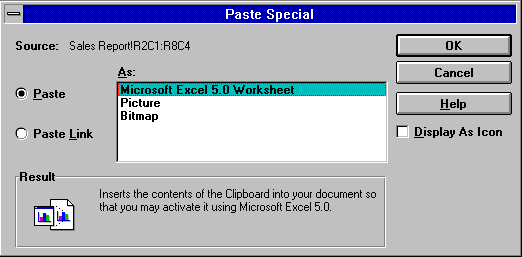 Paste Special
Source: Sales Report!R2C1:R8C4
As:
Paste
Paste Link
Microsoft Excel 5.0 Worksheet
Picture
Bitmap
OK
Cancel
Help
Display As Icon
Result
Inserts the contents of the Clipboard into your document so
that you may activate it using Microsoft Excel 5.0.